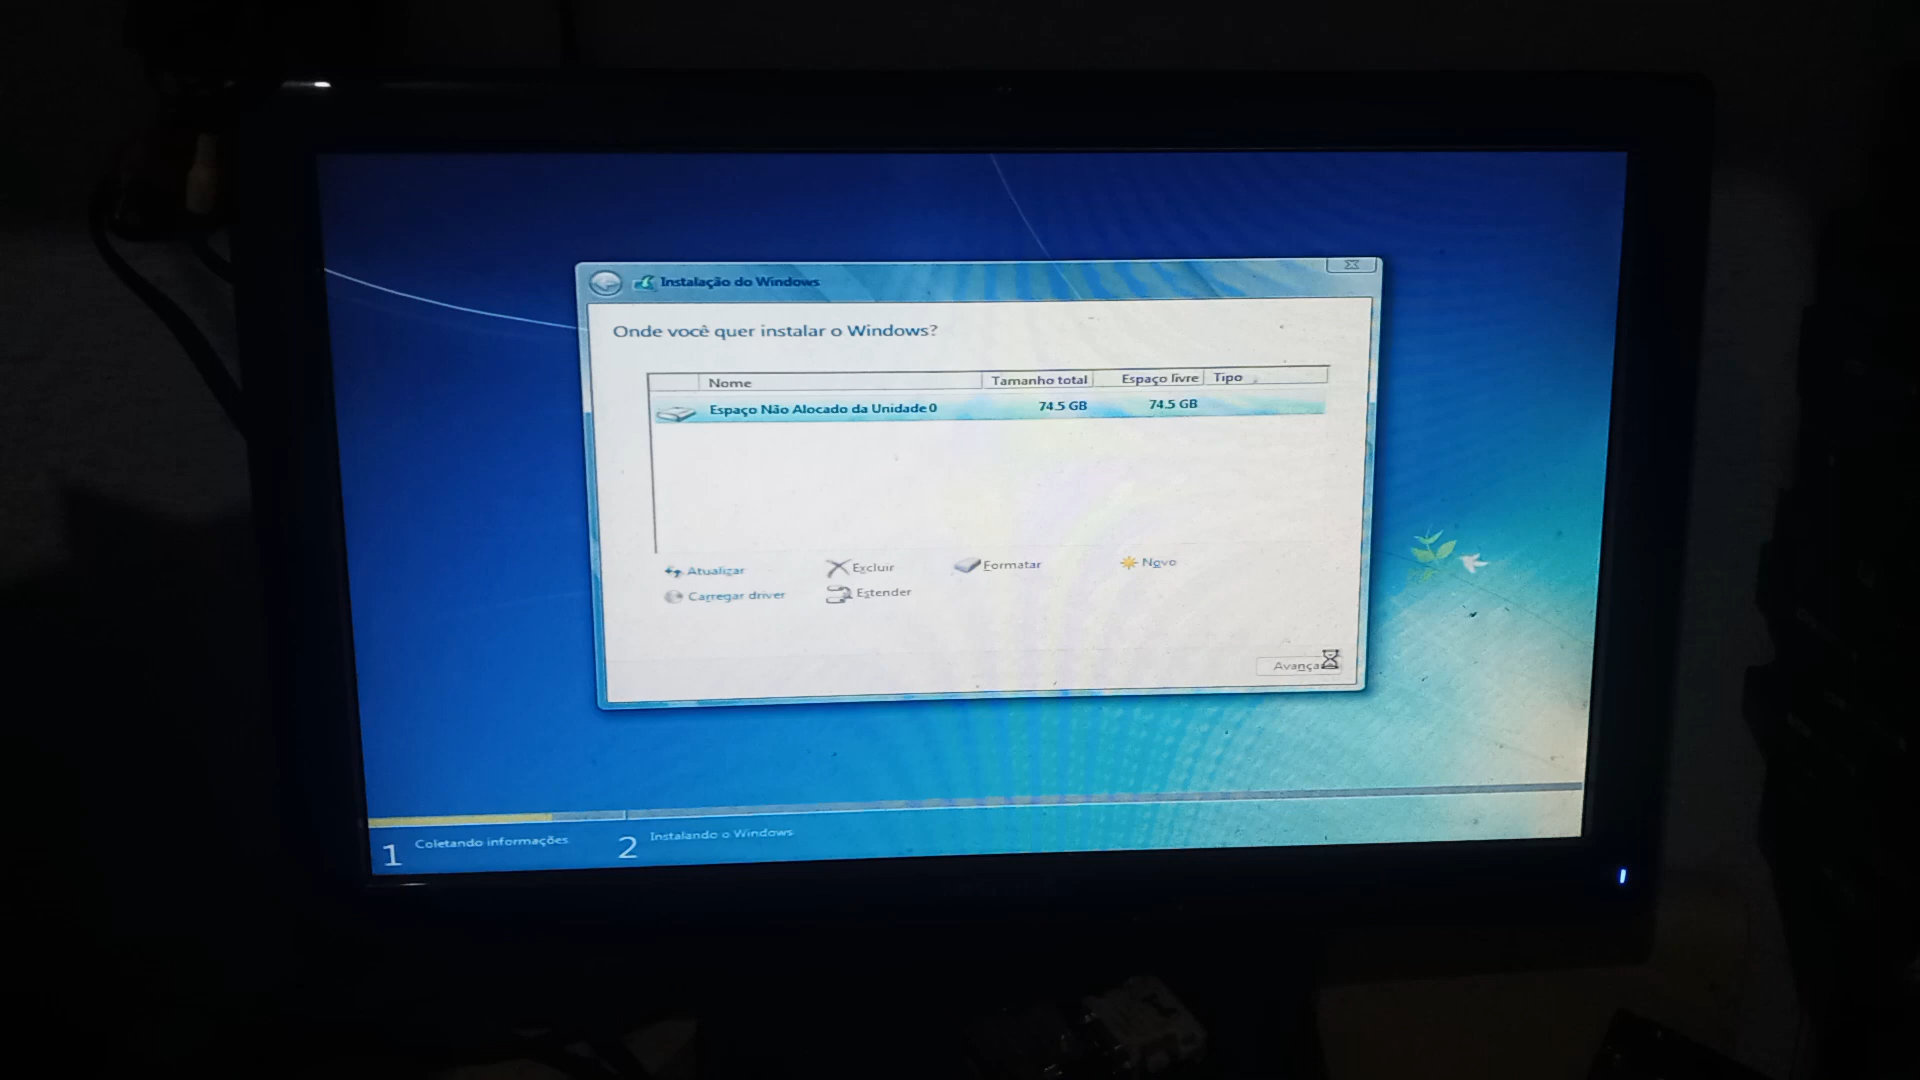 Instalação do Windows
Onde você quer instalar o Windows?
Nome Tamanho total Espaço livre Tipo
Espaço Não Alocado da Unidade 0 74.5 GB 74.5 GB
Atualizar Excluir Formatar Novo
Carregar driver Estender
Avança
1 Coletando informações 2 Instalando o Windows